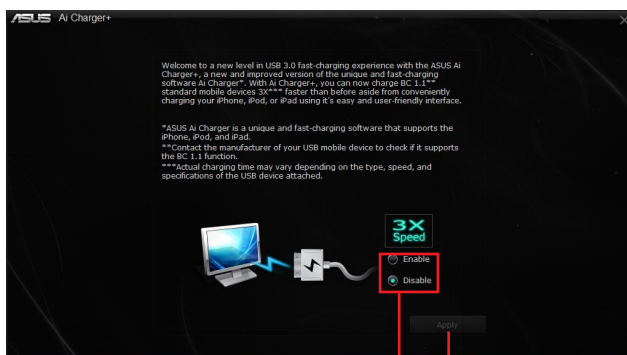 ASUS Ai Charger+
Welcome to a new level in USB 3.0 fast-charging experience with the ASUS Ai
Charger+, a new and improved version of the unique and fast-charging
software Ai Charger*. With Ai Charger+, you can now charge BC 1.1**
standard mobile devices 3X*** faster than before aside from conveniently
charging your iPhone, iPod, or iPad using it's easy and user-friendly interface.
*ASUS Ai Charger is a unique and fast-charging software that supports the
iPhone, iPod, and iPad.
**Contact the manufacturer of your USB mobile device to check if it supports
the BC 1.1 function.
***Actual charging time may vary depending on the type, speed, and
specifications of the USB device attached.
3X
Speed
Enable
Disable
Apply